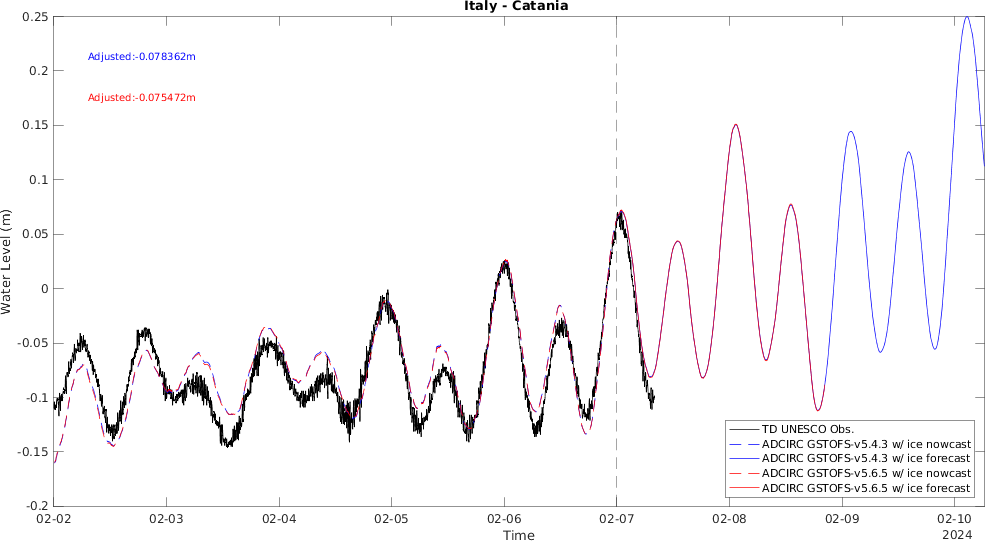 Italy - Catania
0.25
0.2
0.15
0.1
0.05
0
-0.05
-0.1
-0.15
-0.2
Water Level (m)
Adjusted:-0.078362m
Adjusted:-0.075472m
TD UNESCO Obs.
ADCIRC GSTOFS-v5.4.3 w/ ice nowcast
ADCIRC GSTOFS-v5.4.3 w/ ice forecast
ADCIRC GSTOFS-v5.6.5 w/ ice nowcast
ADCIRC GSTOFS-v5.6.5 w/ ice forecast
02-02 02-03 02-04 02-05 02-06 02-07 02-08 02-09 02-10
Time
2024